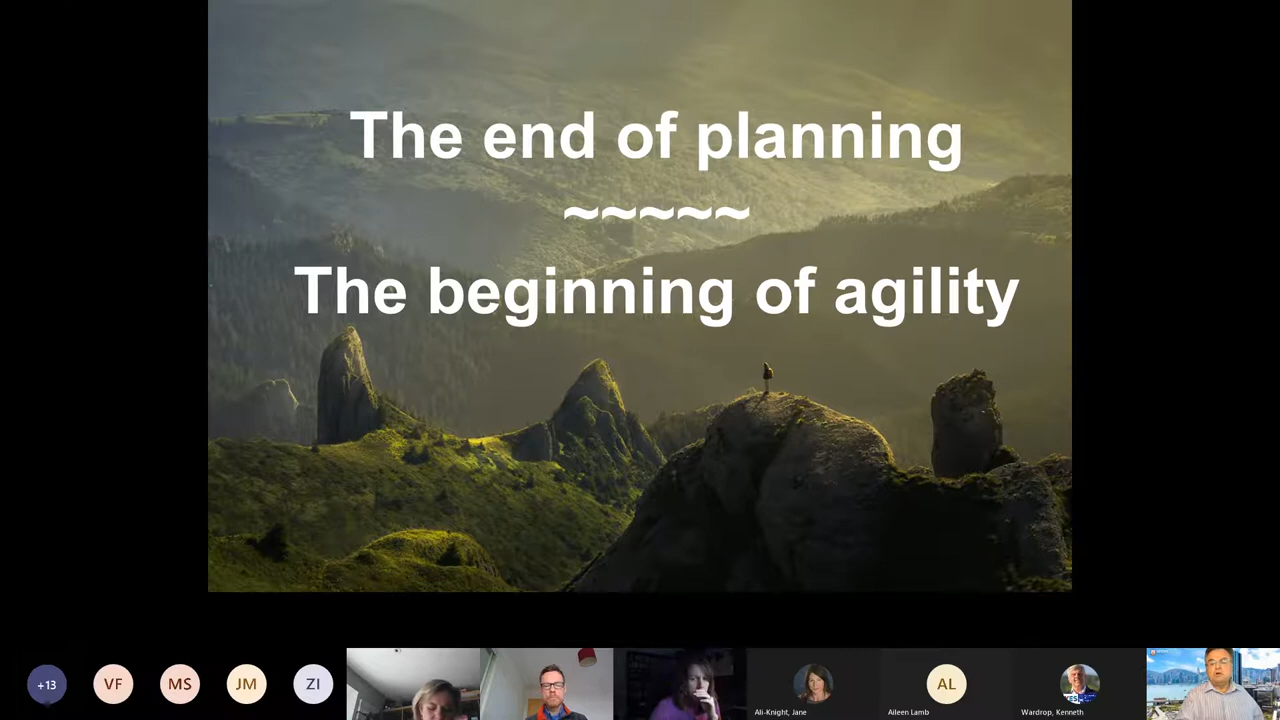 The end of planning
~~~~~
The beginning of agility
+13
VF
MS
JM
ZI
Ali-Knight, Jane
AL
Aileen Lamb
Wardrop, Kenneth